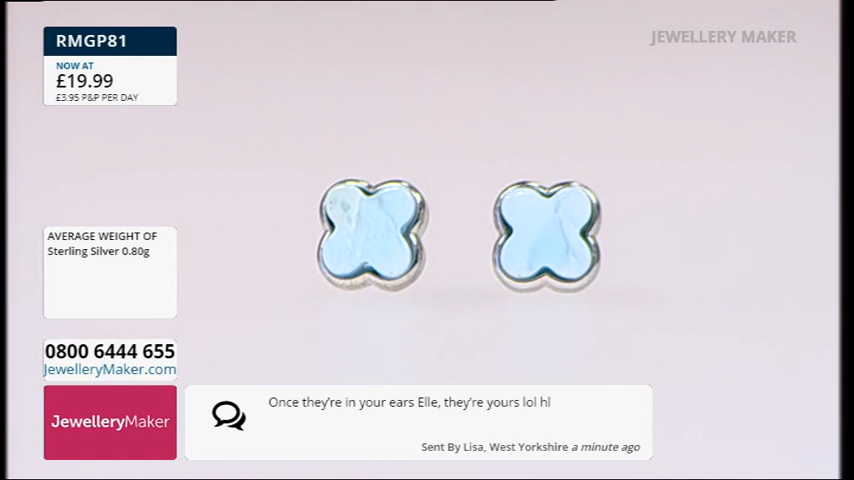 RMGP81
NOW AT
£19.99
£3.95 P&P PER DAY
JEWELLERY MAKER
AVERAGE WEIGHT OF
Sterling Silver 0.80g
0800 6444 655
JewelleryMaker.com
JewelleryMaker
Once they're in your ears Elle, they're yours lol hl
Sent By Lisa, West Yorkshire a minute ago